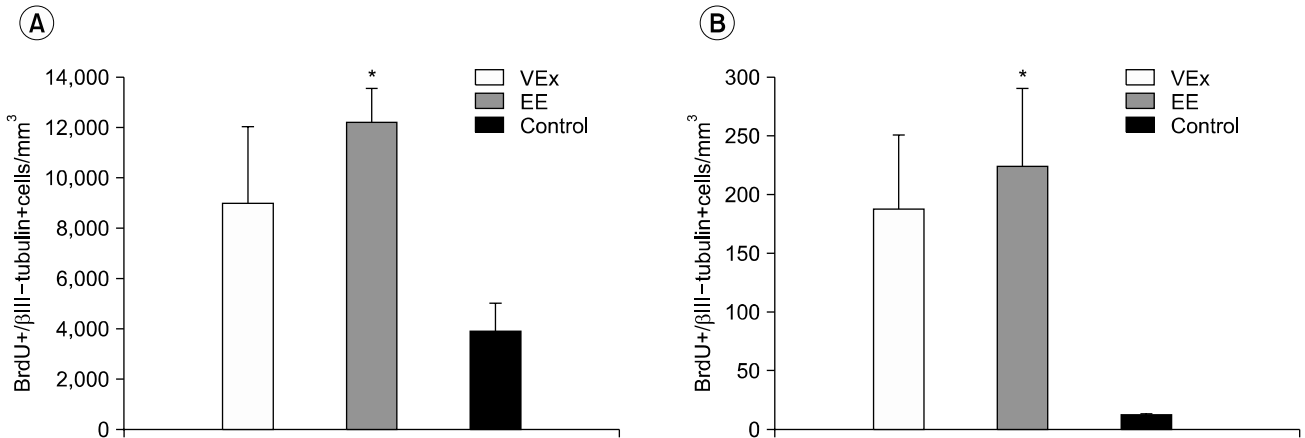 A
BrdU+/βIII−tubulin+cells/mm³
14,000
12,000
10,000
8,000
6,000
4,000
2,000
0
*
VEx
EE
Control
B
BrdU+/βIII−tubulin+cells/mm³
300
250
200
150
100
50
0
*
VEx
EE
Control